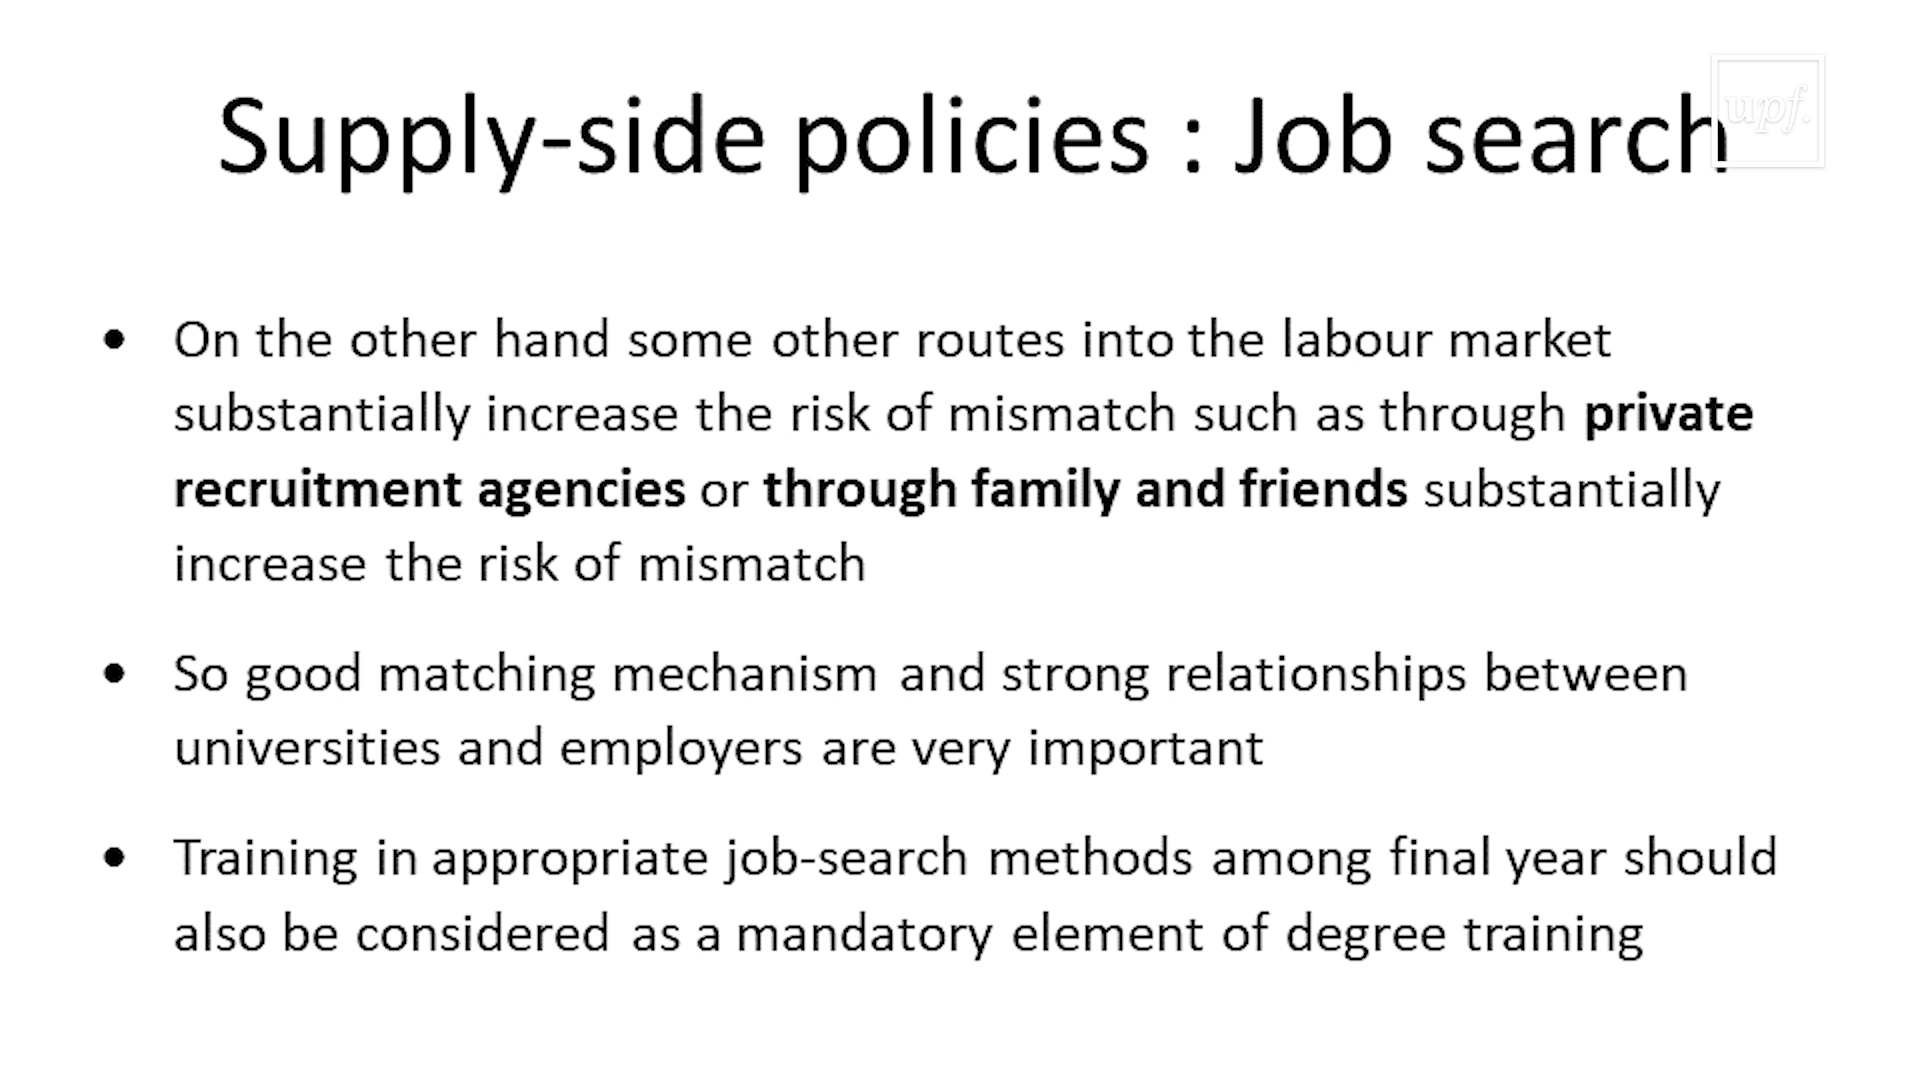 Supply-side policies : Job search
upf.
• On the other hand some other routes into the labour market
substantially increase the risk of mismatch such as through private
recruitment agencies or through family and friends substantially
increase the risk of mismatch
• So good matching mechanism and strong relationships between
universities and employers are very important
• Training in appropriate job-search methods among final year should
also be considered as a mandatory element of degree training